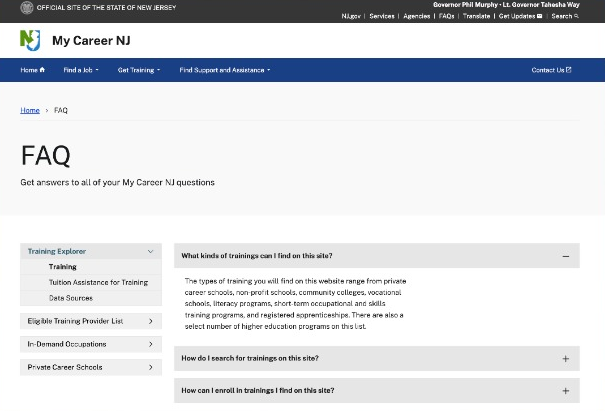 OFFICIAL SITE OF THE STATE OF NEW JERSEY
Governor Phil Murphy • Lt. Governor Tahesha Way
NJ.gov | Services | Agencies | FAQs | Translate | Get Updates | Search
NJ My Career NJ
Home Find a Job Get Training Find Support and Assistance Contact Us
Home › FAQ
FAQ
Get answers to all of your My Career NJ questions
Training Explorer
Training
Tuition Assistance for Training
Data Sources
Eligible Training Provider List
In-Demand Occupations
Private Career Schools
What kinds of trainings can I find on this site?
The types of training you will find on this website range from private
career schools, non-profit schools, community colleges, vocational
schools, literacy programs, short-term occupational and skills
training programs, and registered apprenticeships. There are also a
select number of higher education programs on this list.
How do I search for trainings on this site?
How can I enroll in trainings I find on this site?